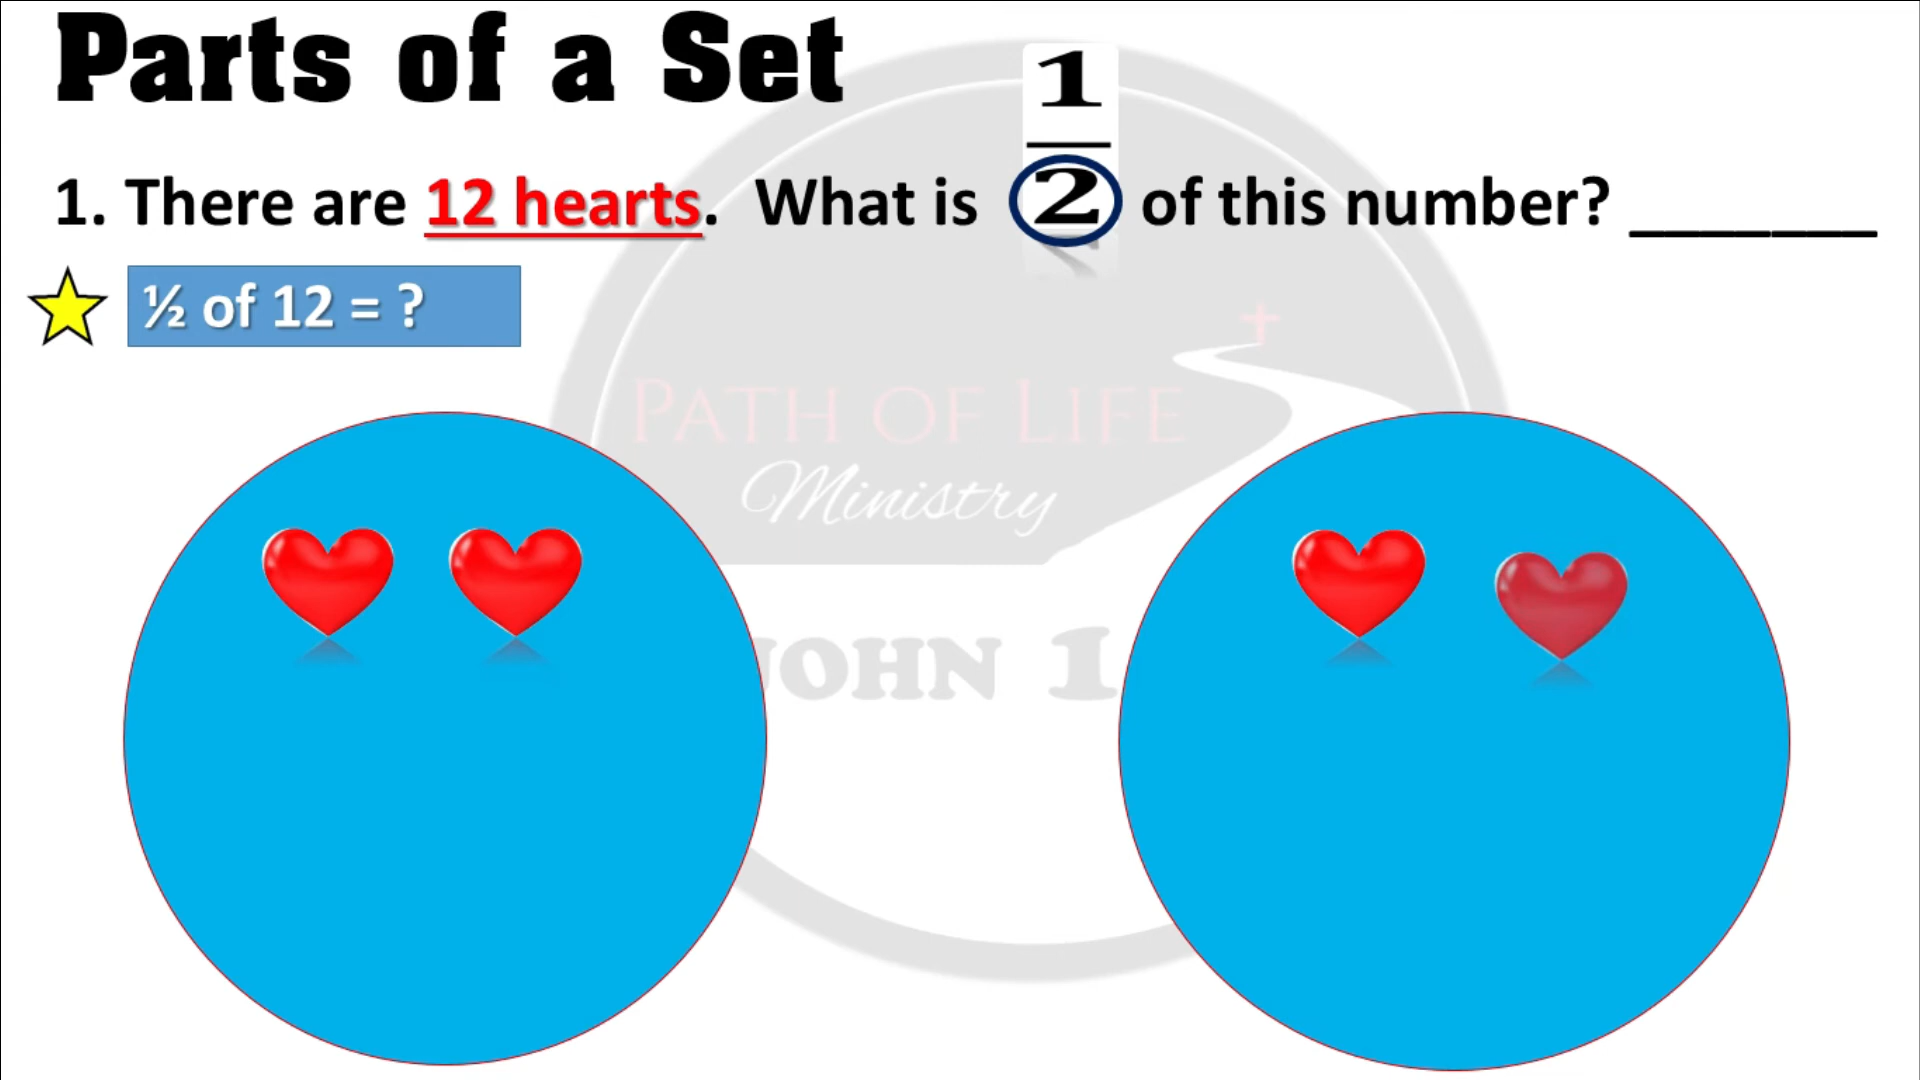 Parts of a Set
1. There are 12 hearts. What is 1/2 of this number? _______
½ of 12 = ?
PATH OF LIFE
Ministry
JOHN 1